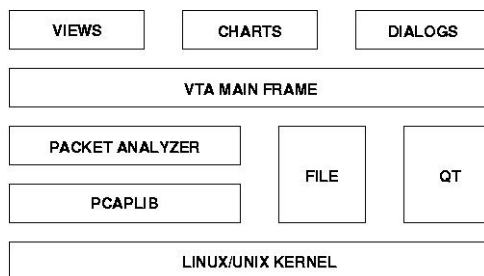 VIEWS
CHARTS
DIALOGS
VTA MAIN FRAME
PACKET ANALYZER
FILE
QT
PCAPLIB
LINUX/UNIX KERNEL